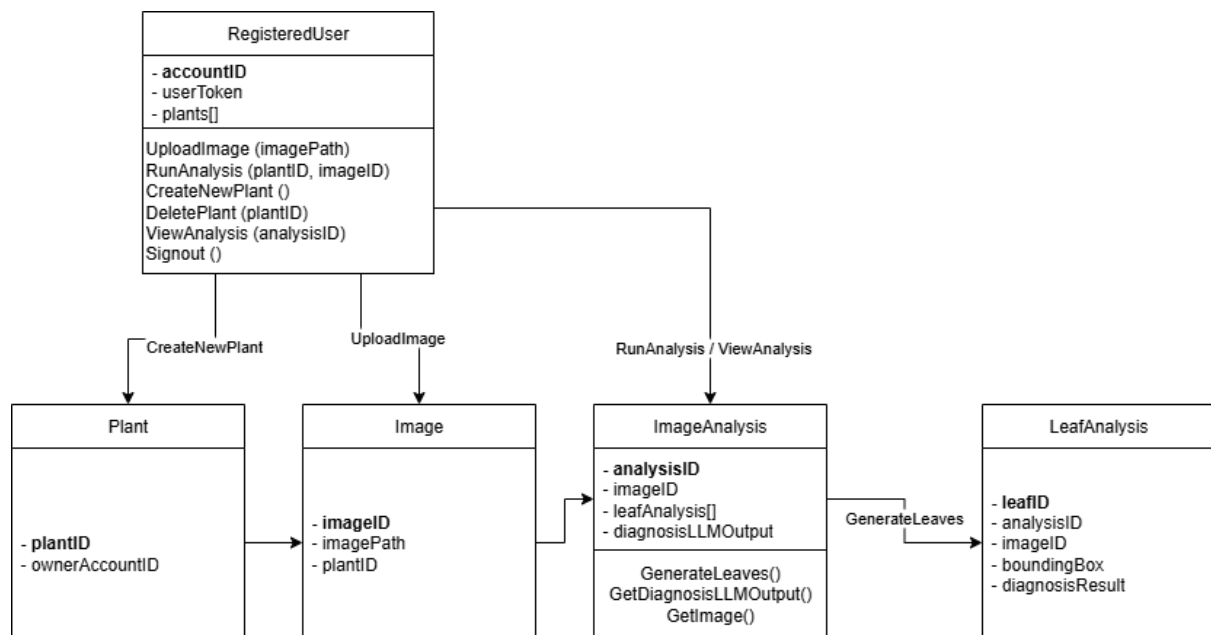 RegisteredUser
- accountID
- userToken
- plants[]
UploadImage (imagePath)
RunAnalysis (plantID, imageID)
CreateNewPlant ()
DeletePlant (plantID)
ViewAnalysis (analysisID)
Signout ()
CreateNewPlant
UploadImage
RunAnalysis / ViewAnalysis
Plant
- plantID
- ownerAccountID
Image
- imageID
- imagePath
- plantID
ImageAnalysis
- analysisID
- imageID
- leafAnalysis[]
- diagnosisLLMOutput
GenerateLeaves()
GetDiagnosisLLMOutput()
GetImage()
GenerateLeaves
LeafAnalysis
- leafID
- analysisID
- imageID
- boundingBox
- diagnosisResult